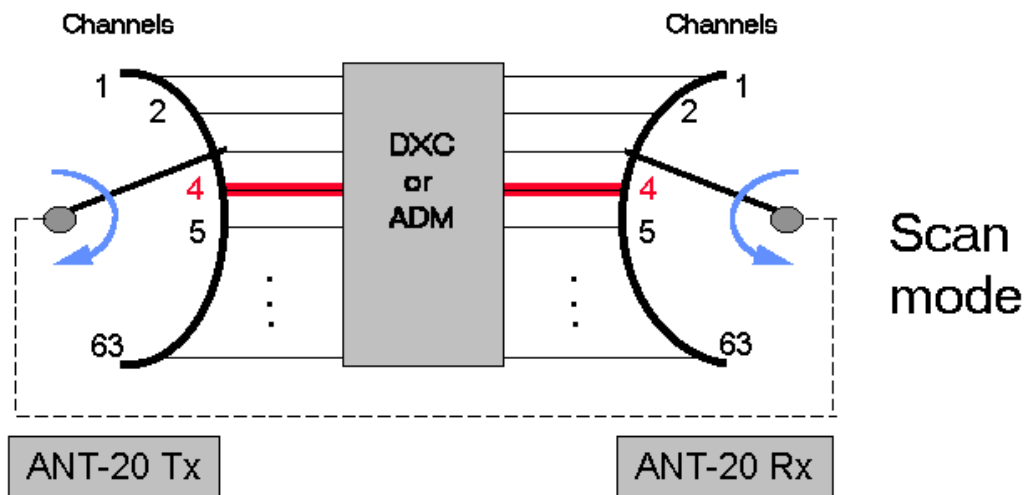 Channels
Channels
1
2
4
5
63
DXC
or
ADM
1
2
4
5
63
Scan
mode
ANT-20 Tx
ANT-20 Rx